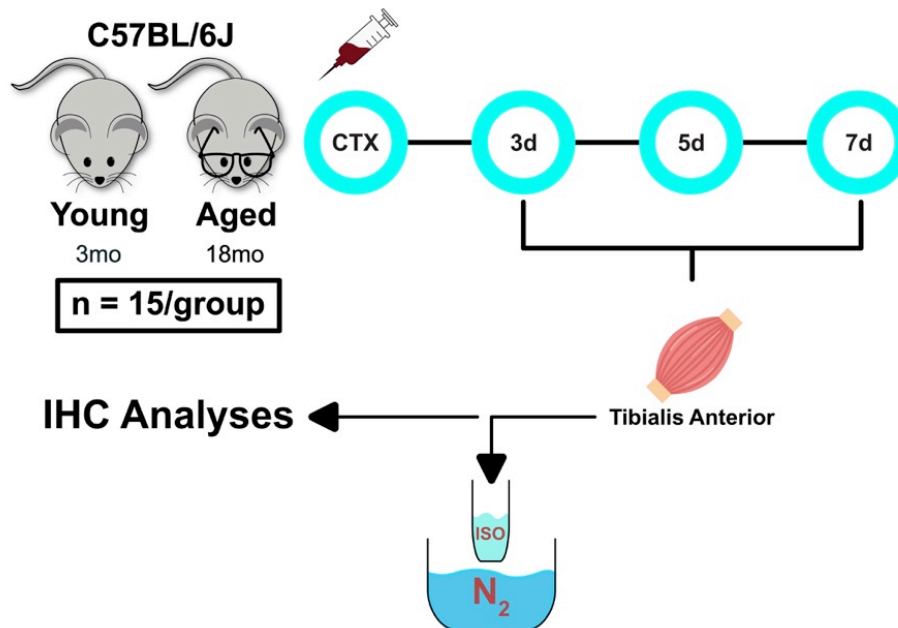 C57BL/6J
Young
Aged
3mo
18mo
n = 15/group
CTX
3d
5d
7d
Tibialis Anterior
IHC Analyses
ISO
N₂